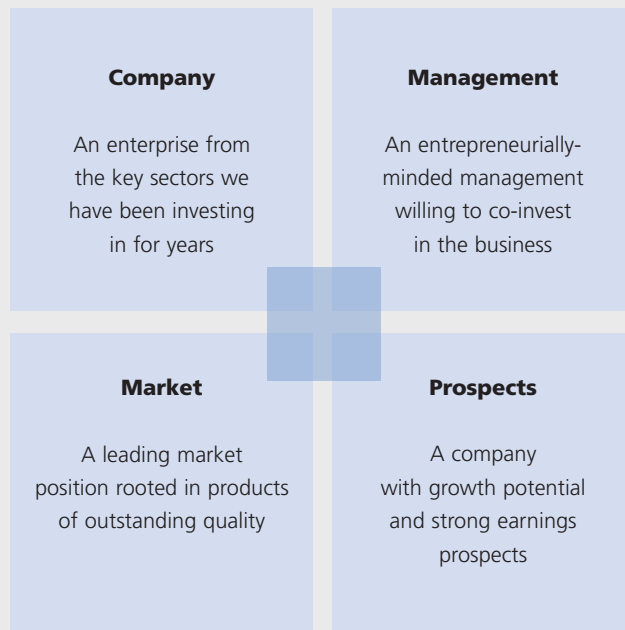 Company
An enterprise from
the key sectors we
have been investing
in for years
Management
An entrepreneurially-
minded management
willing to co-invest
in the business
Market
A leading market
position rooted in products
of outstanding quality
Prospects
A company
with growth potential
and strong earnings
prospects